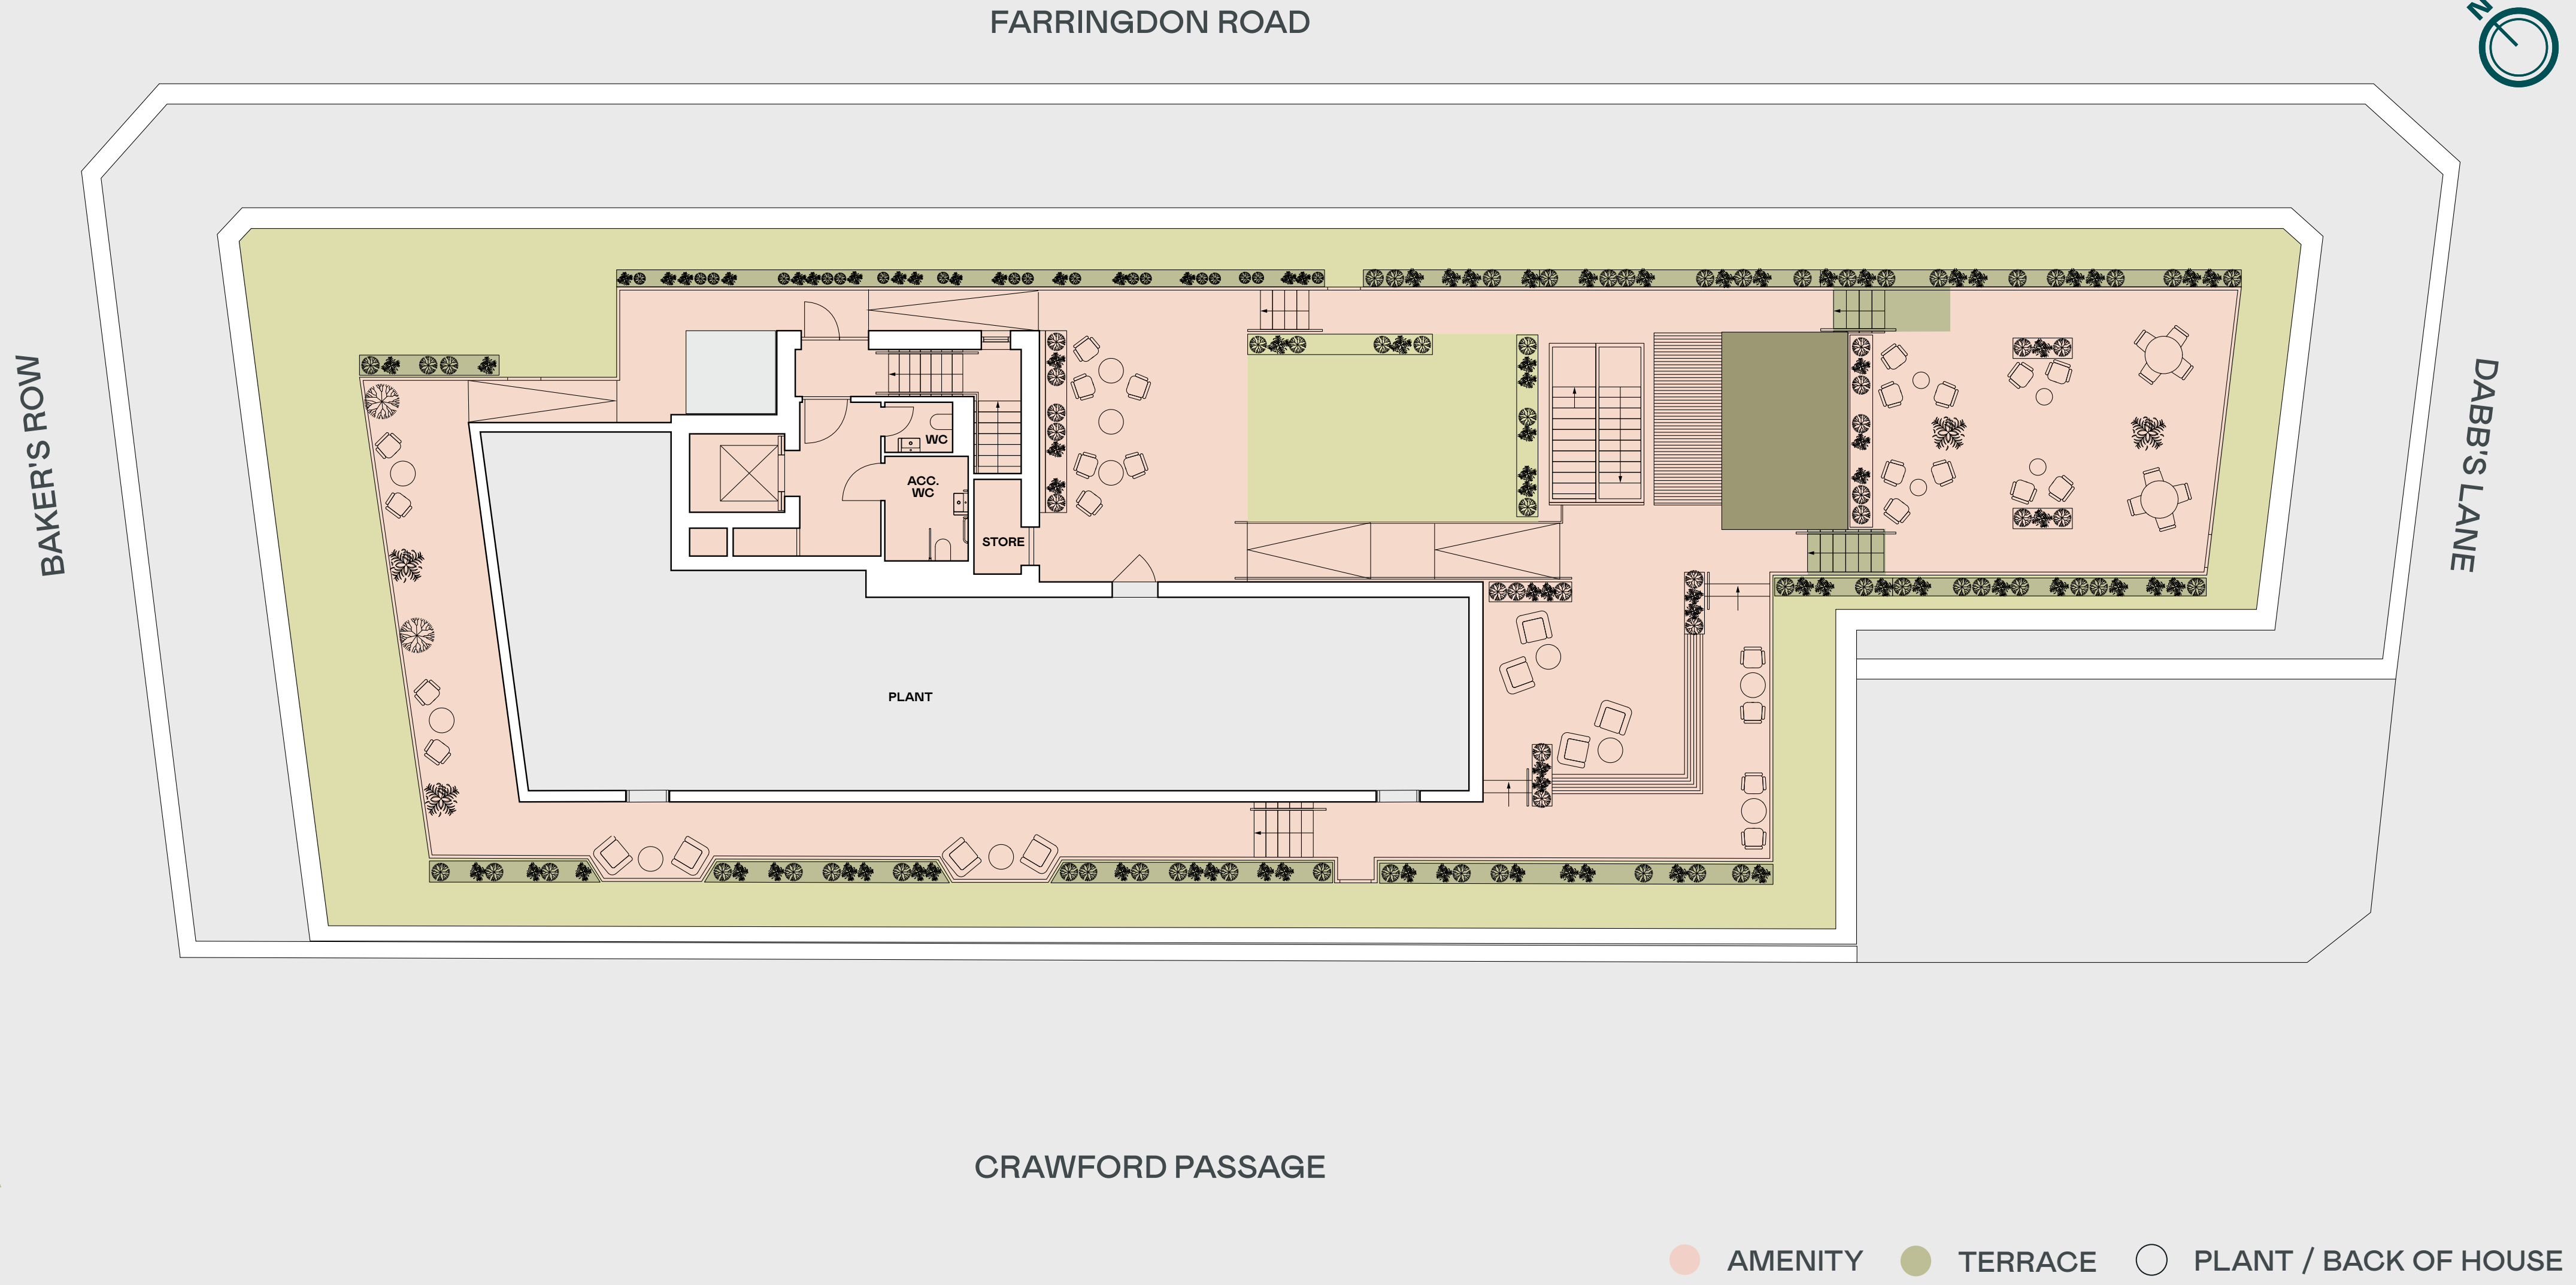 FARRINGDON ROAD
N
BAKER'S ROW
DABB'S LANE
WC
ACC.
WC
STORE
PLANT
CRAWFORD PASSAGE
AMENITY
TERRACE
PLANT / BACK OF HOUSE